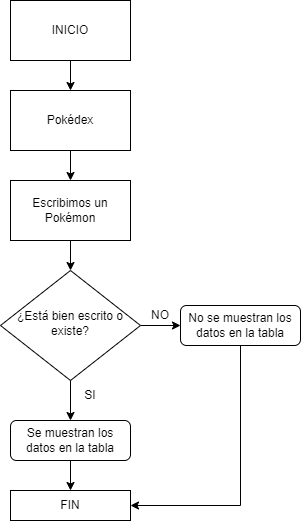 INICIO
Pokédex
Escribimos un
Pokémon
¿Está bien escrito o
existe?
NO
No se muestran los
datos en la tabla
SI
Se muestran los
datos en la tabla
FIN